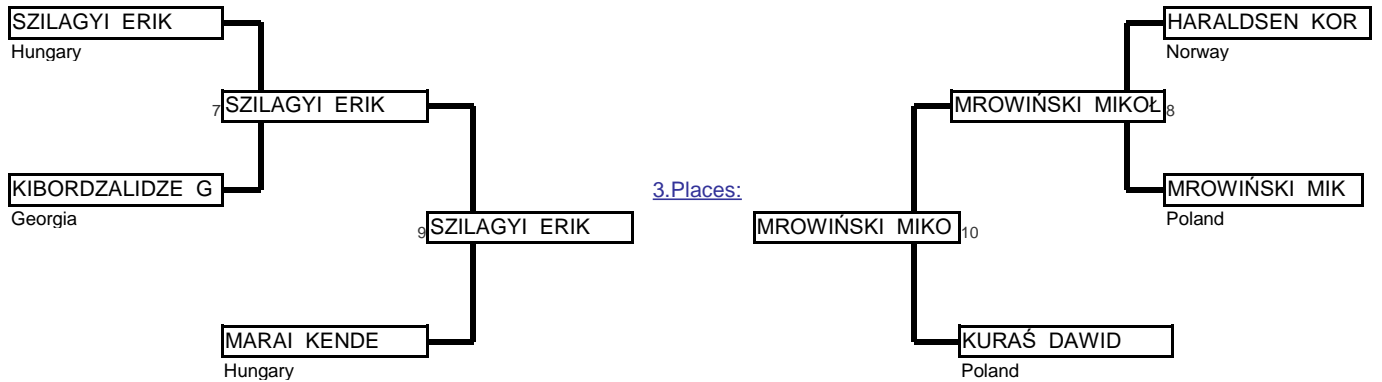 SZILAGYI ERIK
Hungary
HARALDSEN KOR
Norway
7 SZILAGYI ERIK
MROWIŃSKI MIKOŁ 8
KIBORDZALIDZE G
Georgia
3.Places:
MROWIŃSKI MIK
Poland
9 SZILAGYI ERIK
MROWIŃSKI MIKO 10
MARAI KENDE
Hungary
KURAŚ DAWID
Poland